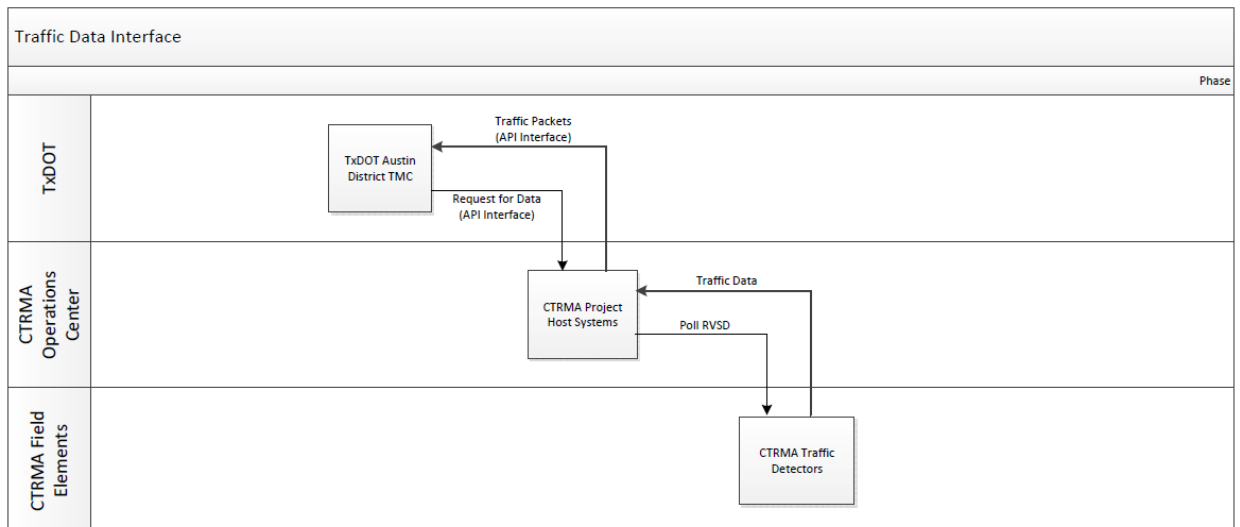 Traffic Data Interface
Phase
TxDOT
Traffic Packets
(API Interface)
TxDOT Austin
District TMC
Request for Data
(API Interface)
CTRMA
Operations
Center
CTRMA Project
Host Systems
Traffic Data
Poll RVSD
CTRMA Field
Elements
CTRMA Traffic
Detectors